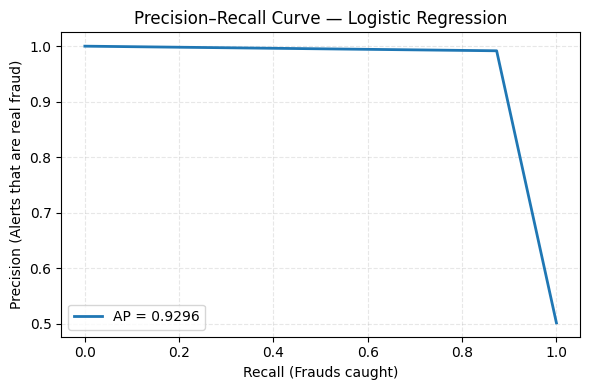 Precision–Recall Curve — Logistic Regression
Precision (Alerts that are real fraud)
1.0
0.9
0.8
0.7
0.6
0.5
AP = 0.9296
0.0 0.2 0.4 0.6 0.8 1.0
Recall (Frauds caught)